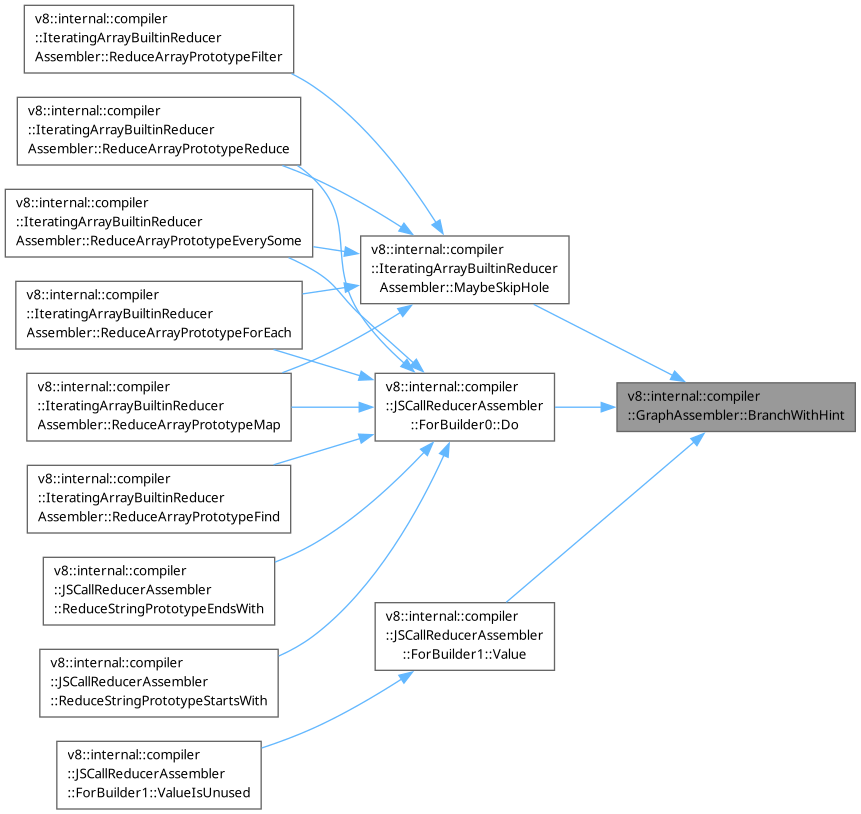 v8::internal::compiler
::IteratingArrayBuiltinReducer
Assembler::ReduceArrayPrototypeFilter
v8::internal::compiler
::IteratingArrayBuiltinReducer
Assembler::ReduceArrayPrototypeReduce
v8::internal::compiler
::IteratingArrayBuiltinReducer
Assembler::ReduceArrayPrototypeEverySome
v8::internal::compiler
::IteratingArrayBuiltinReducer
Assembler::MaybeSkipHole
v8::internal::compiler
::IteratingArrayBuiltinReducer
Assembler::ReduceArrayPrototypeForEach
v8::internal::compiler
::IteratingArrayBuiltinReducer
Assembler::ReduceArrayPrototypeMap
v8::internal::compiler
::JSCallReducerAssembler
::ForBuilder0::Do
v8::internal::compiler
::GraphAssembler::BranchWithHint
v8::internal::compiler
::IteratingArrayBuiltinReducer
Assembler::ReduceArrayPrototypeFind
v8::internal::compiler
::JSCallReducerAssembler
::ReduceStringPrototypeEndsWith
v8::internal::compiler
::JSCallReducerAssembler
::ForBuilder1::Value
v8::internal::compiler
::JSCallReducerAssembler
::ReduceStringPrototypeStartsWith
v8::internal::compiler
::JSCallReducerAssembler
::ForBuilder1::ValueIsUnused